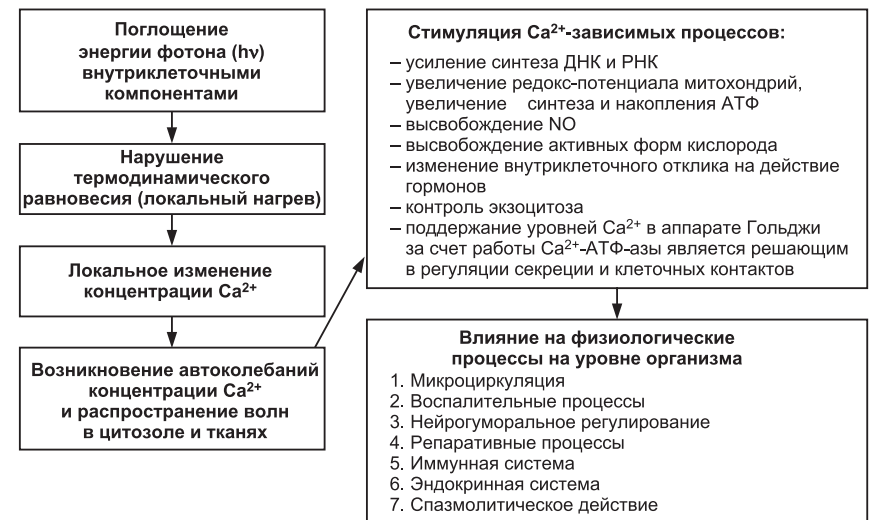 Поглощение
энергии фотона (hν)
внутриклеточными
компонентами
Нарушение
термодинамического
равновесия (локальный нагрев)
Локальное изменение
концентрации Ca²⁺
Возникновение автоколебаний
концентрации Ca²⁺
и распространение волн
в цитозоле и тканях
Стимуляция Ca²⁺-зависимых процессов:
– усиление синтеза ДНК и РНК
– увеличение редокс-потенциала митохондрий,
увеличение синтеза и накопления АТФ
– высвобождение NO
– высвобождение активных форм кислорода
– изменение внутриклеточного отклика на действие
гормонов
– контроль экзоцитоза
– поддержание уровней Ca²⁺ в аппарате Гольджи
за счет работы Ca²⁺-АТФ-азы является решающим
в регуляции секреции и клеточных контактов
Влияние на физиологические
процессы на уровне организма
1. Микроциркуляция
2. Воспалительные процессы
3. Нейрогуморальное регулирование
4. Репаративные процессы
5. Иммунная система
6. Эндокринная система
7. Спазмолитическое действие